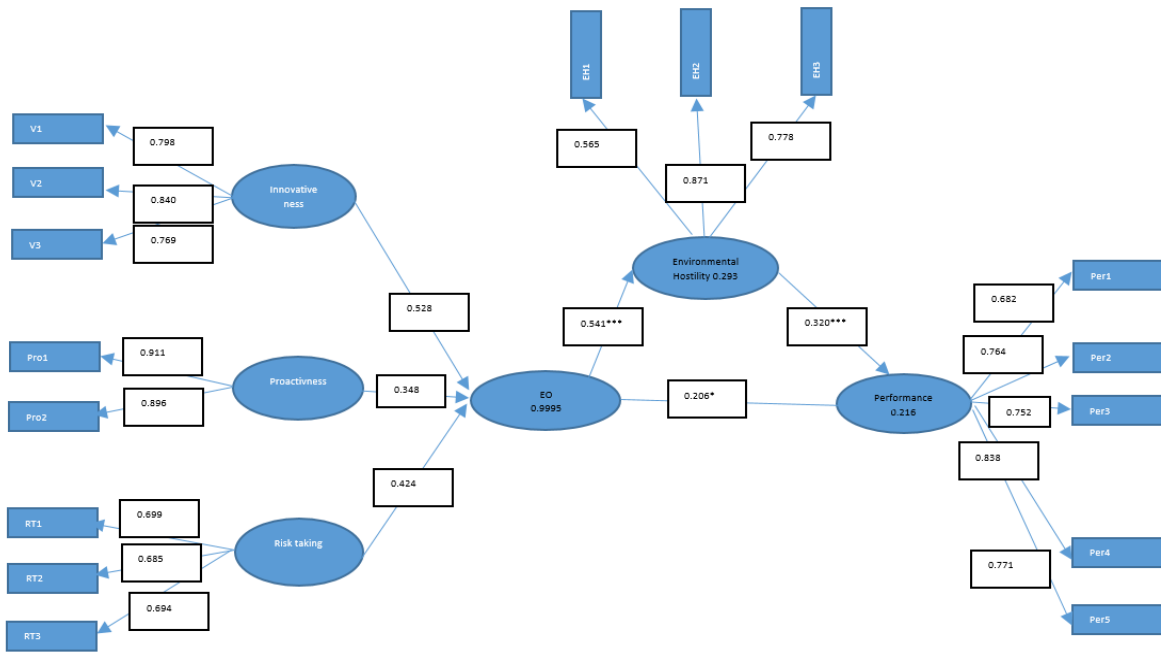 EH1
EH2
EH3
V1
0.798
0.565
0.778
V2
0.840
0.871
Innovative
ness
V3
0.769
Environmental
Hostility 0.293
Per1
0.528
0.541***
0.320***
0.682
Pro1
0.911
0.764
Per2
Proactivness
0.348
EO
0.9995
0.206*
Performance
0.216
0.752
Per3
Pro2
0.896
0.838
0.424
RT1
0.699
Risk taking
0.685
RT2
0.771
Per4
0.694
RT3
Per5